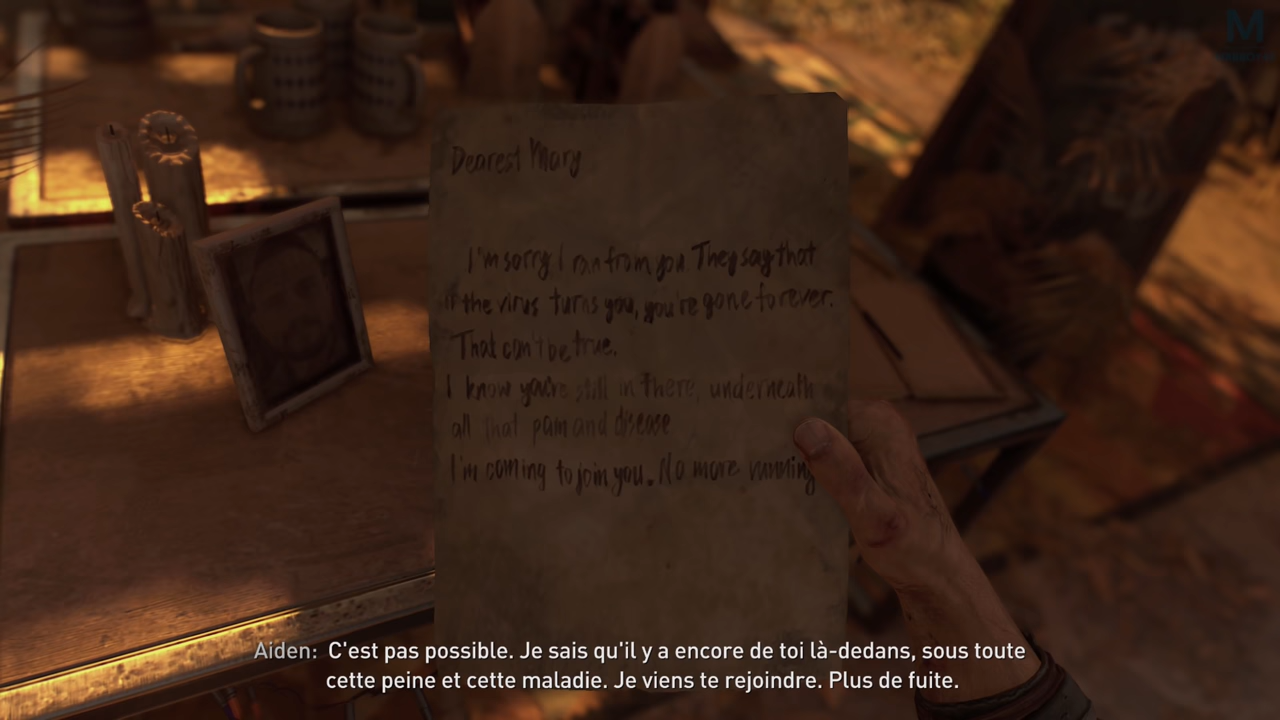 M
Dearest Mary
I'm sorry I ran from you They say that
if the virus turns you, you're gone forever.
That can't be true.
I know you're still in there, underneath
all that pain and disease
I'm coming to join you. No more running
Aiden: C'est pas possible. Je sais qu'il y a encore de toi là-dedans, sous toute
cette peine et cette maladie. Je viens te rejoindre. Plus de fuite.